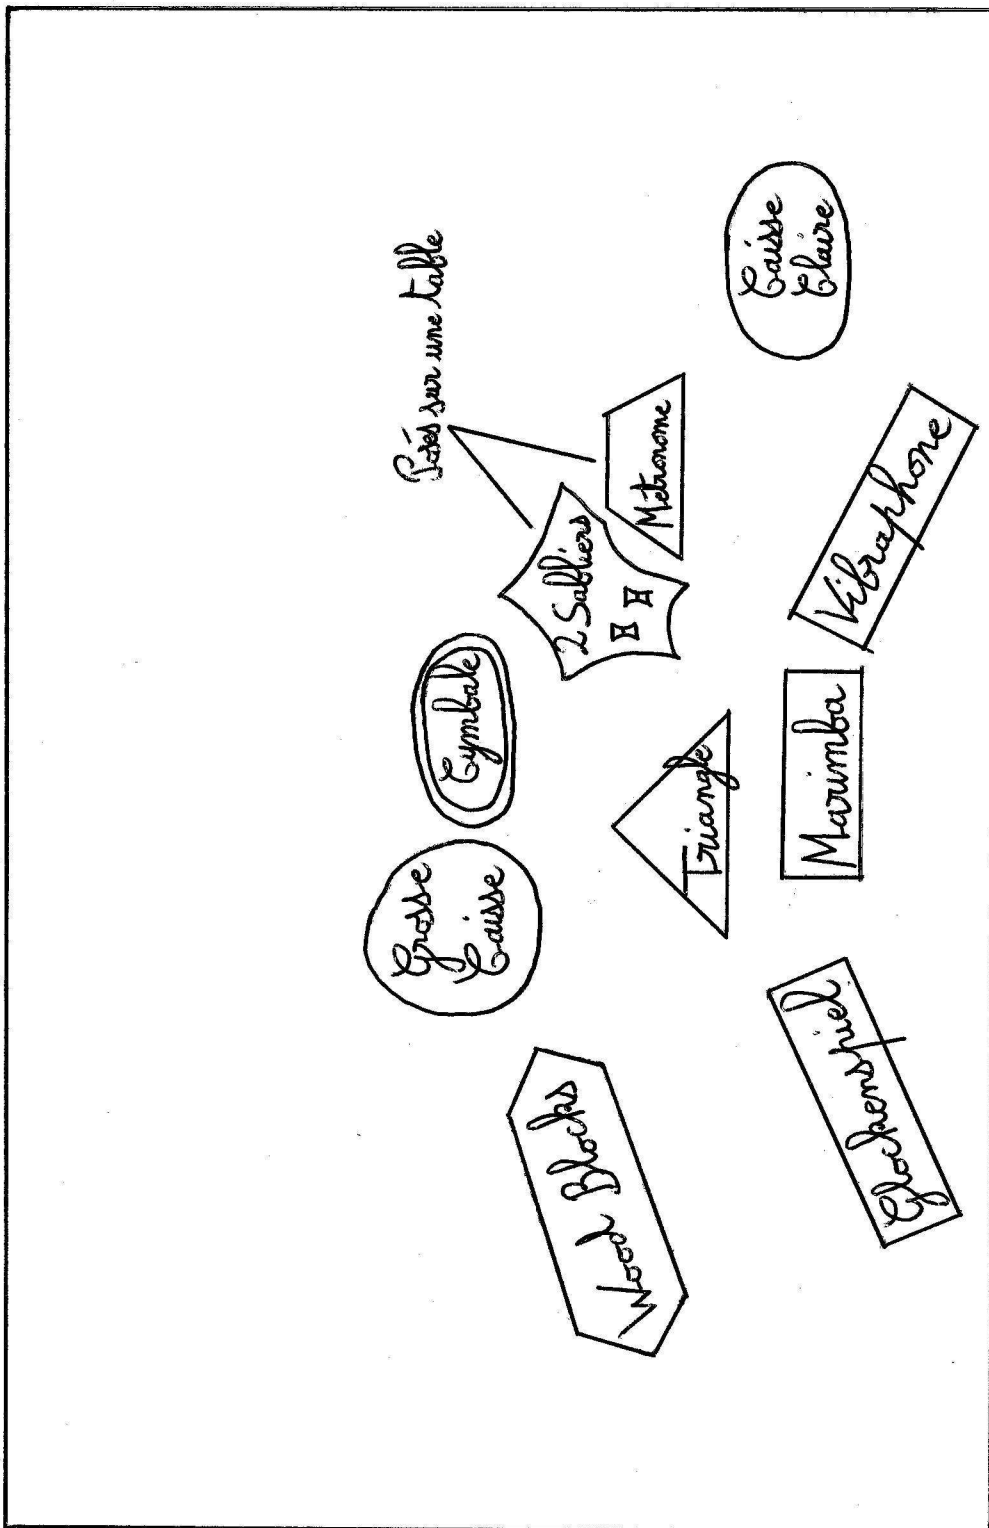 Posés sur une table
Grosse
Caisse
Cymbale
2 Sabliers
Métronome
Wood Blocks
Triangle
Caisse
Claire
Glockenspiel
Marimba
Vibraphone